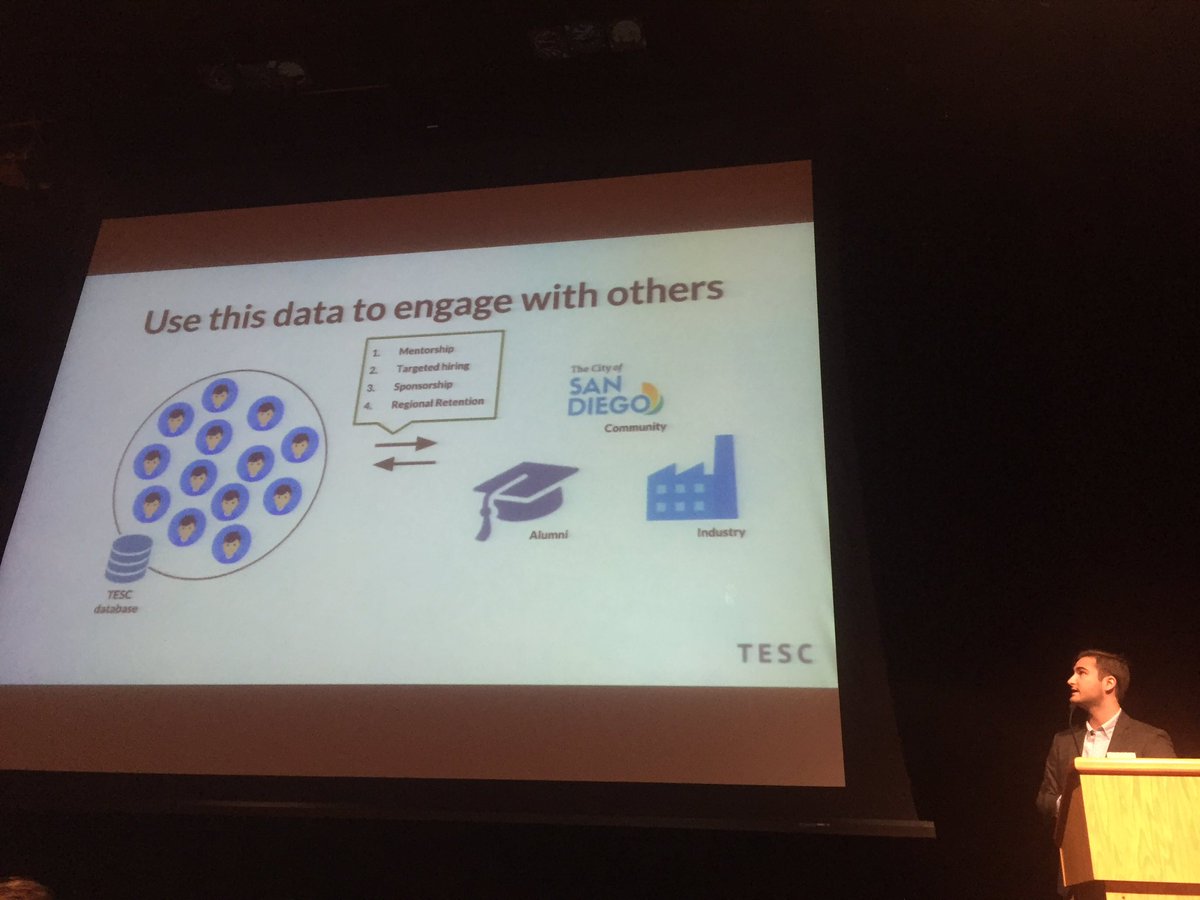 Use this data to engage with others
1. Mentorship
2. Targeted hiring
3. Sponsorship
4. Regional Retention
The City of
SAN
DIEGO
Community
Alumni
Industry
TESC
database
TESC